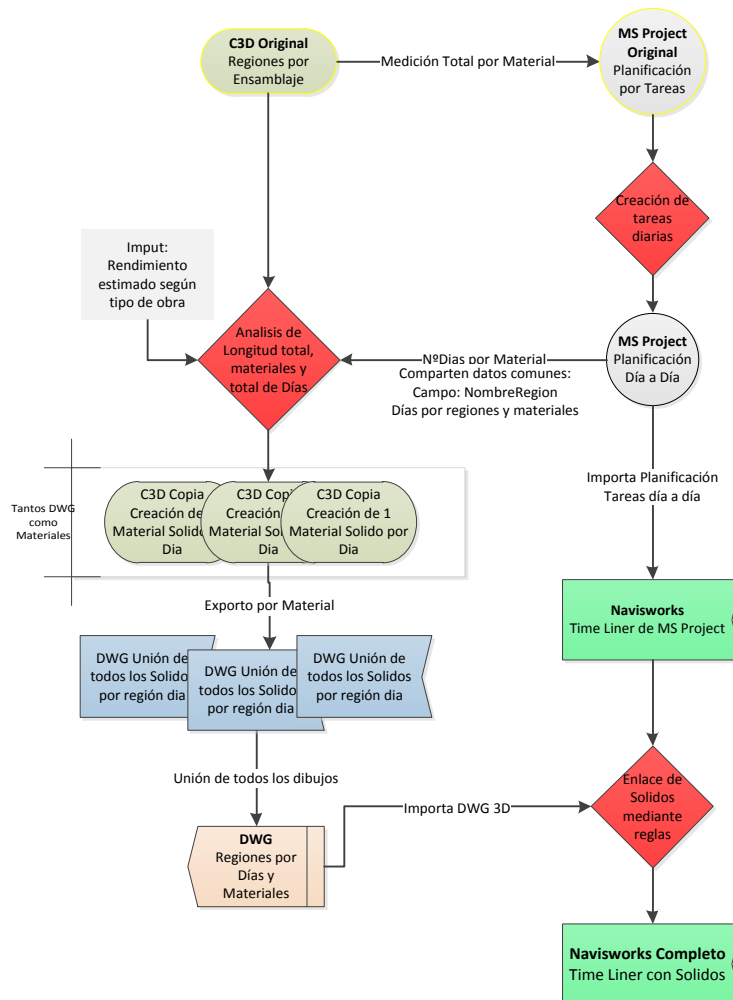 C3D Original
Regiones por
Ensamblaje
Medición Total por Material
MS Project
Original
Planificación
por Tareas
Creación de
tareas
diarias
Imput:
Rendimiento
estimado según
tipo de obra
Analisis de
Longitud total,
materiales y
total de Días
NºDias por Material
Comparten datos comunes:
Campo: NombreRegion
Días por regiones y materiales
MS Project
Planificación
Día a Día
Importa Planificación
Tareas día a día
Tantos DWG
como
Materiales
C3D Copia
Creación de
Material Solid
Dia
C3D Copia
Creación
Material So
Dia
C3D Copia
Creación de 1
Material Solido por
Dia
Exporto por Material
Navisworks
Time Liner de MS Project
DWG Unión de
todos los Solidos
por región dia
DWG Unión de
todos los Solido
por región dia
DWG Unión de
todos los Solidos
por región dia
Unión de todos los dibujos
Enlace de
Solidos
mediante
reglas
Importa DWG 3D
DWG
Regiones por
Días y
Materiales
Navisworks Completo
Time Liner con Solidos